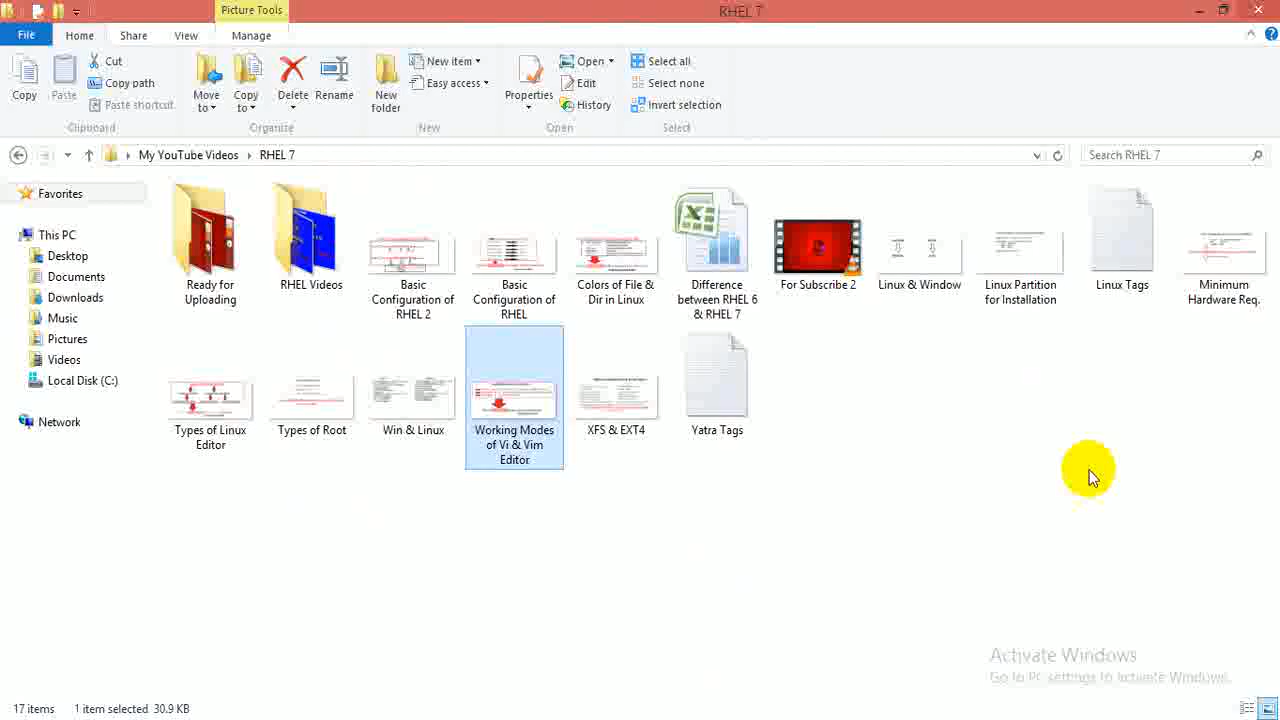 Picture Tools
RHEL 7
File
Home
Share
View
Manage
Copy
Paste
Cut
Copy path
Paste shortcut
Clipboard
Move to
Copy to
Delete
Rename
Organize
New folder
New item
Easy access
New
Properties
Open
Edit
History
Open
Select all
Select none
Invert selection
Select
My YouTube Videos
RHEL 7
Search RHEL 7
Favorites
This PC
Desktop
Documents
Downloads
Music
Pictures
Videos
Local Disk (C:)
Network
Ready for
Uploading
RHEL Videos
Basic
Configuration of
RHEL 2
Basic
Configuration of
RHEL
Colors of File &
Dir in Linux
Difference
between RHEL 6
& RHEL 7
For Subscribe 2
Linux & Window
Linux Partition
for Installation
Linux Tags
Minimum
Hardware Req.
Types of Linux
Editor
Types of Root
Win & Linux
Working Modes
of Vi & Vim
Editor
XFS & EXT4
Yatra Tags
Activate Windows
Go to PC settings to activate Windows.
17 items
1 item selected 30.9 KB